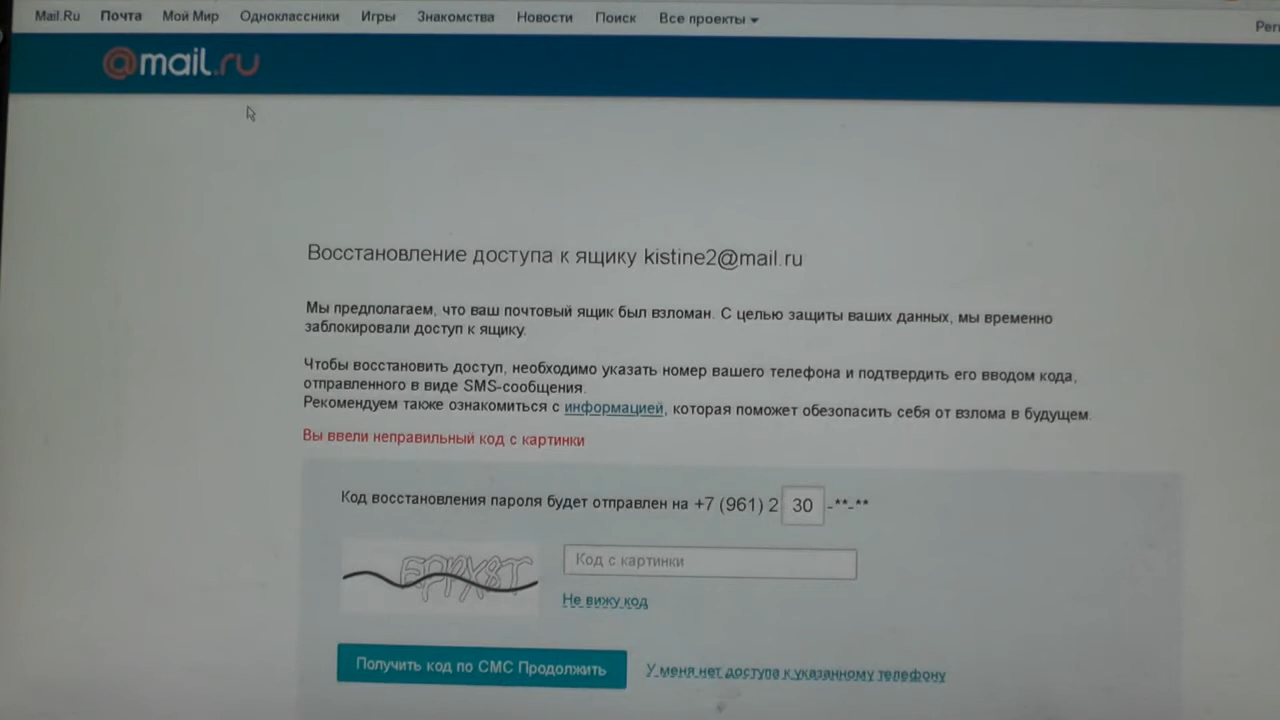 Mail.Ru Почта Мой Мир Одноклассники Игры Знакомства Новости Поиск Все проекты
@mail.ru
Восстановление доступа к ящику kistine2@mail.ru
Мы предполагаем, что ваш почтовый ящик был взломан. С целью защиты ваших данных, мы временно
заблокировали доступ к ящику.
Чтобы восстановить доступ, необходимо указать номер вашего телефона и подтвердить его вводом кода,
отправленного в виде SMS-сообщения.
Рекомендуем также ознакомиться с информацией, которая поможет обезопасить себя от взлома в будущем.
Вы ввели неправильный код с картинки
Код восстановления пароля будет отправлен на +7 (961) 2 30 -**-**
Код с картинки
Не вижу код
Получить код по СМС Продолжить
У меня нет доступа к указанному телефону